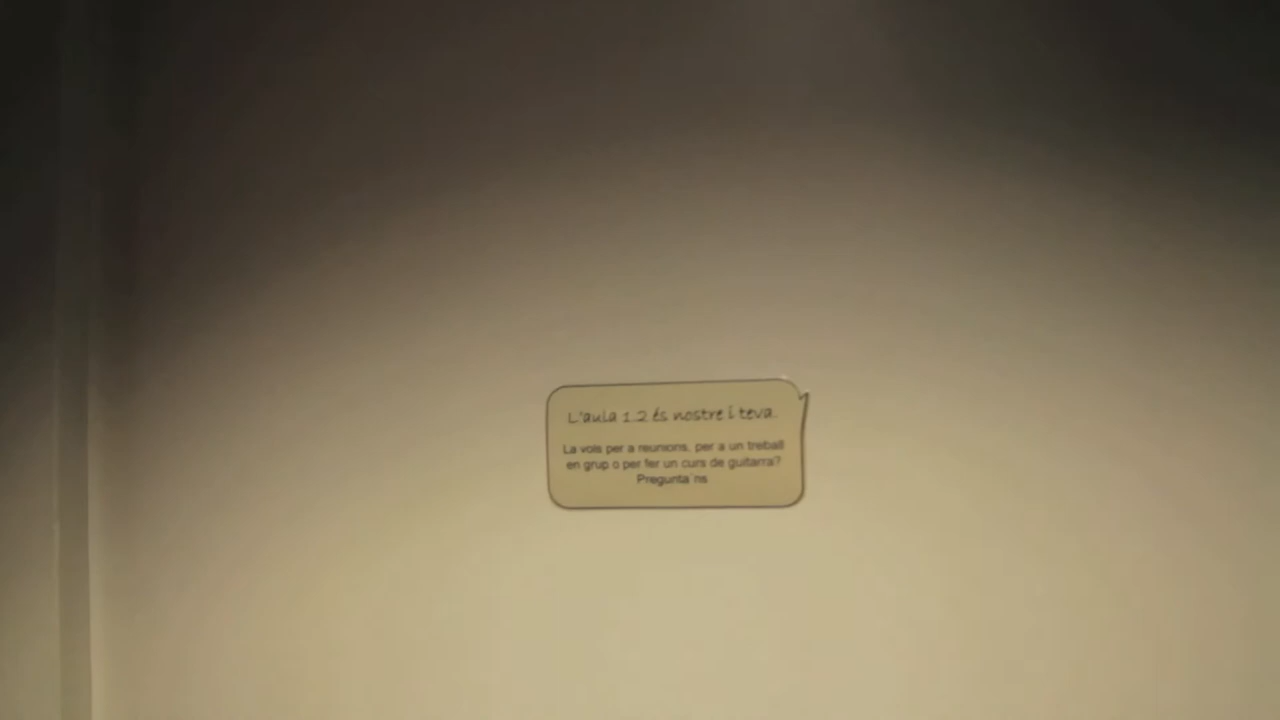 L'aula 1.2 és nostre i teva.
La vols per a reunions, per a un treball
en grup o per fer un curs de guitarra?
Pregunta´ns